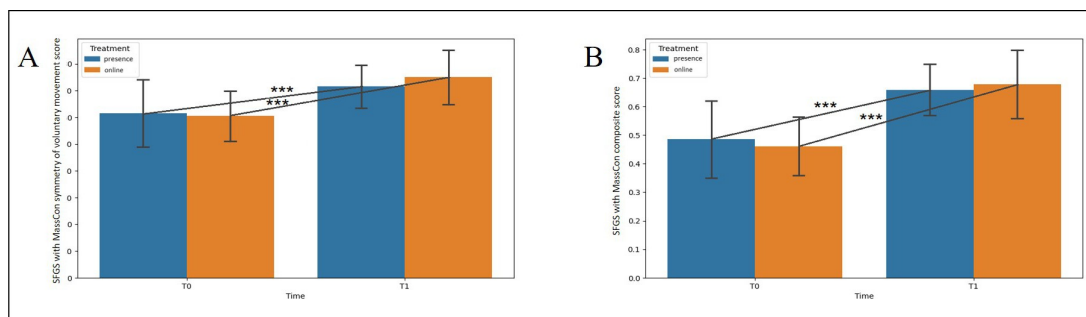 A
SFGS with MassCon symmetry of voluntary movement score
0
0
0
0
0
0
0
0
0
Treatment
presence
online
***
***
T0
T1
Time
B
SFGS with MassCon composite score
0.8
0.7
0.6
0.5
0.4
0.3
0.2
0.1
0.0
Treatment
presence
online
***
***
T0
T1
Time